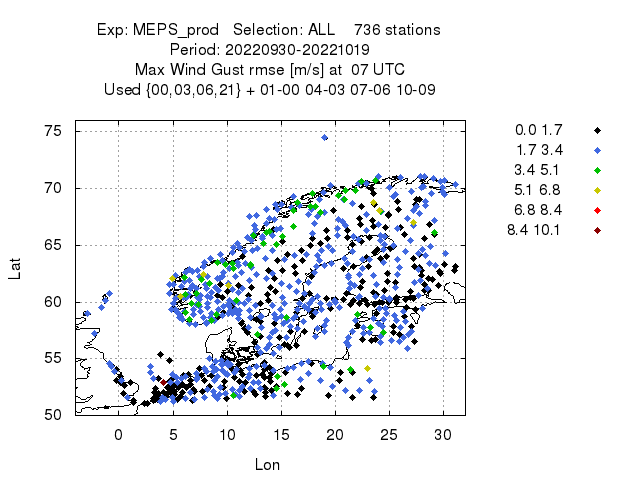 Exp: MEPS_prod   Selection: ALL    736 stations
Period: 20220930-20221019
Max Wind Gust rmse [m/s] at  07 UTC
Used {00,03,06,21} + 01-00 04-03 07-06 10-09
0.0 1.7
1.7 3.4
3.4 5.1
5.1 6.8
6.8 8.4
8.4 10.1
75
70
65
60
55
50
Lat
0 5 10 15 20 25 30
Lon